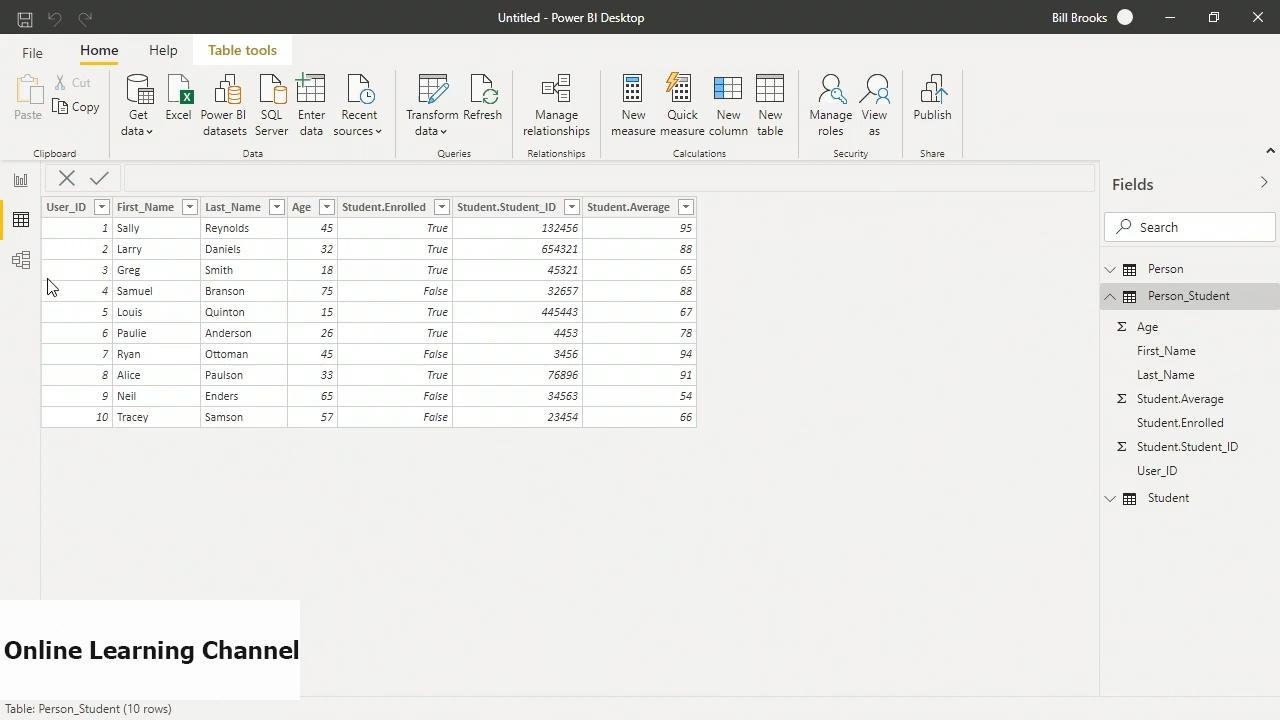 Untitled - Power BI Desktop
Bill Brooks
File Home Help Table tools
Paste
Cut
Copy
Clipboard
Get data
Excel
Power BI datasets
SQL Server
Enter data
Recent sources
Data
Transform data
Refresh
Queries
Manage relationships
Relationships
New measure
Quick measure
New column
New table
Calculations
Manage roles
View as
Security
Publish
Share
User_ID First_Name Last_Name Age Student.Enrolled Student.Student_ID Student.Average
1 Sally Reynolds 45 True 132456 95
2 Larry Daniels 32 True 654321 88
3 Greg Smith 18 True 45321 65
4 Samuel Branson 75 False 32657 88
5 Louis Quinton 15 True 445443 67
6 Paulie Anderson 26 True 4453 78
7 Ryan Ottoman 45 False 3456 94
8 Alice Paulson 33 True 76896 91
9 Neil Enders 65 False 34563 54
10 Tracey Samson 57 False 23454 66
Fields
Search
Person
Person_Student
Σ Age
First_Name
Last_Name
Σ Student.Average
Student.Enrolled
Σ Student.Student_ID
User_ID
Student
Online Learning Channel
Table: Person_Student (10 rows)